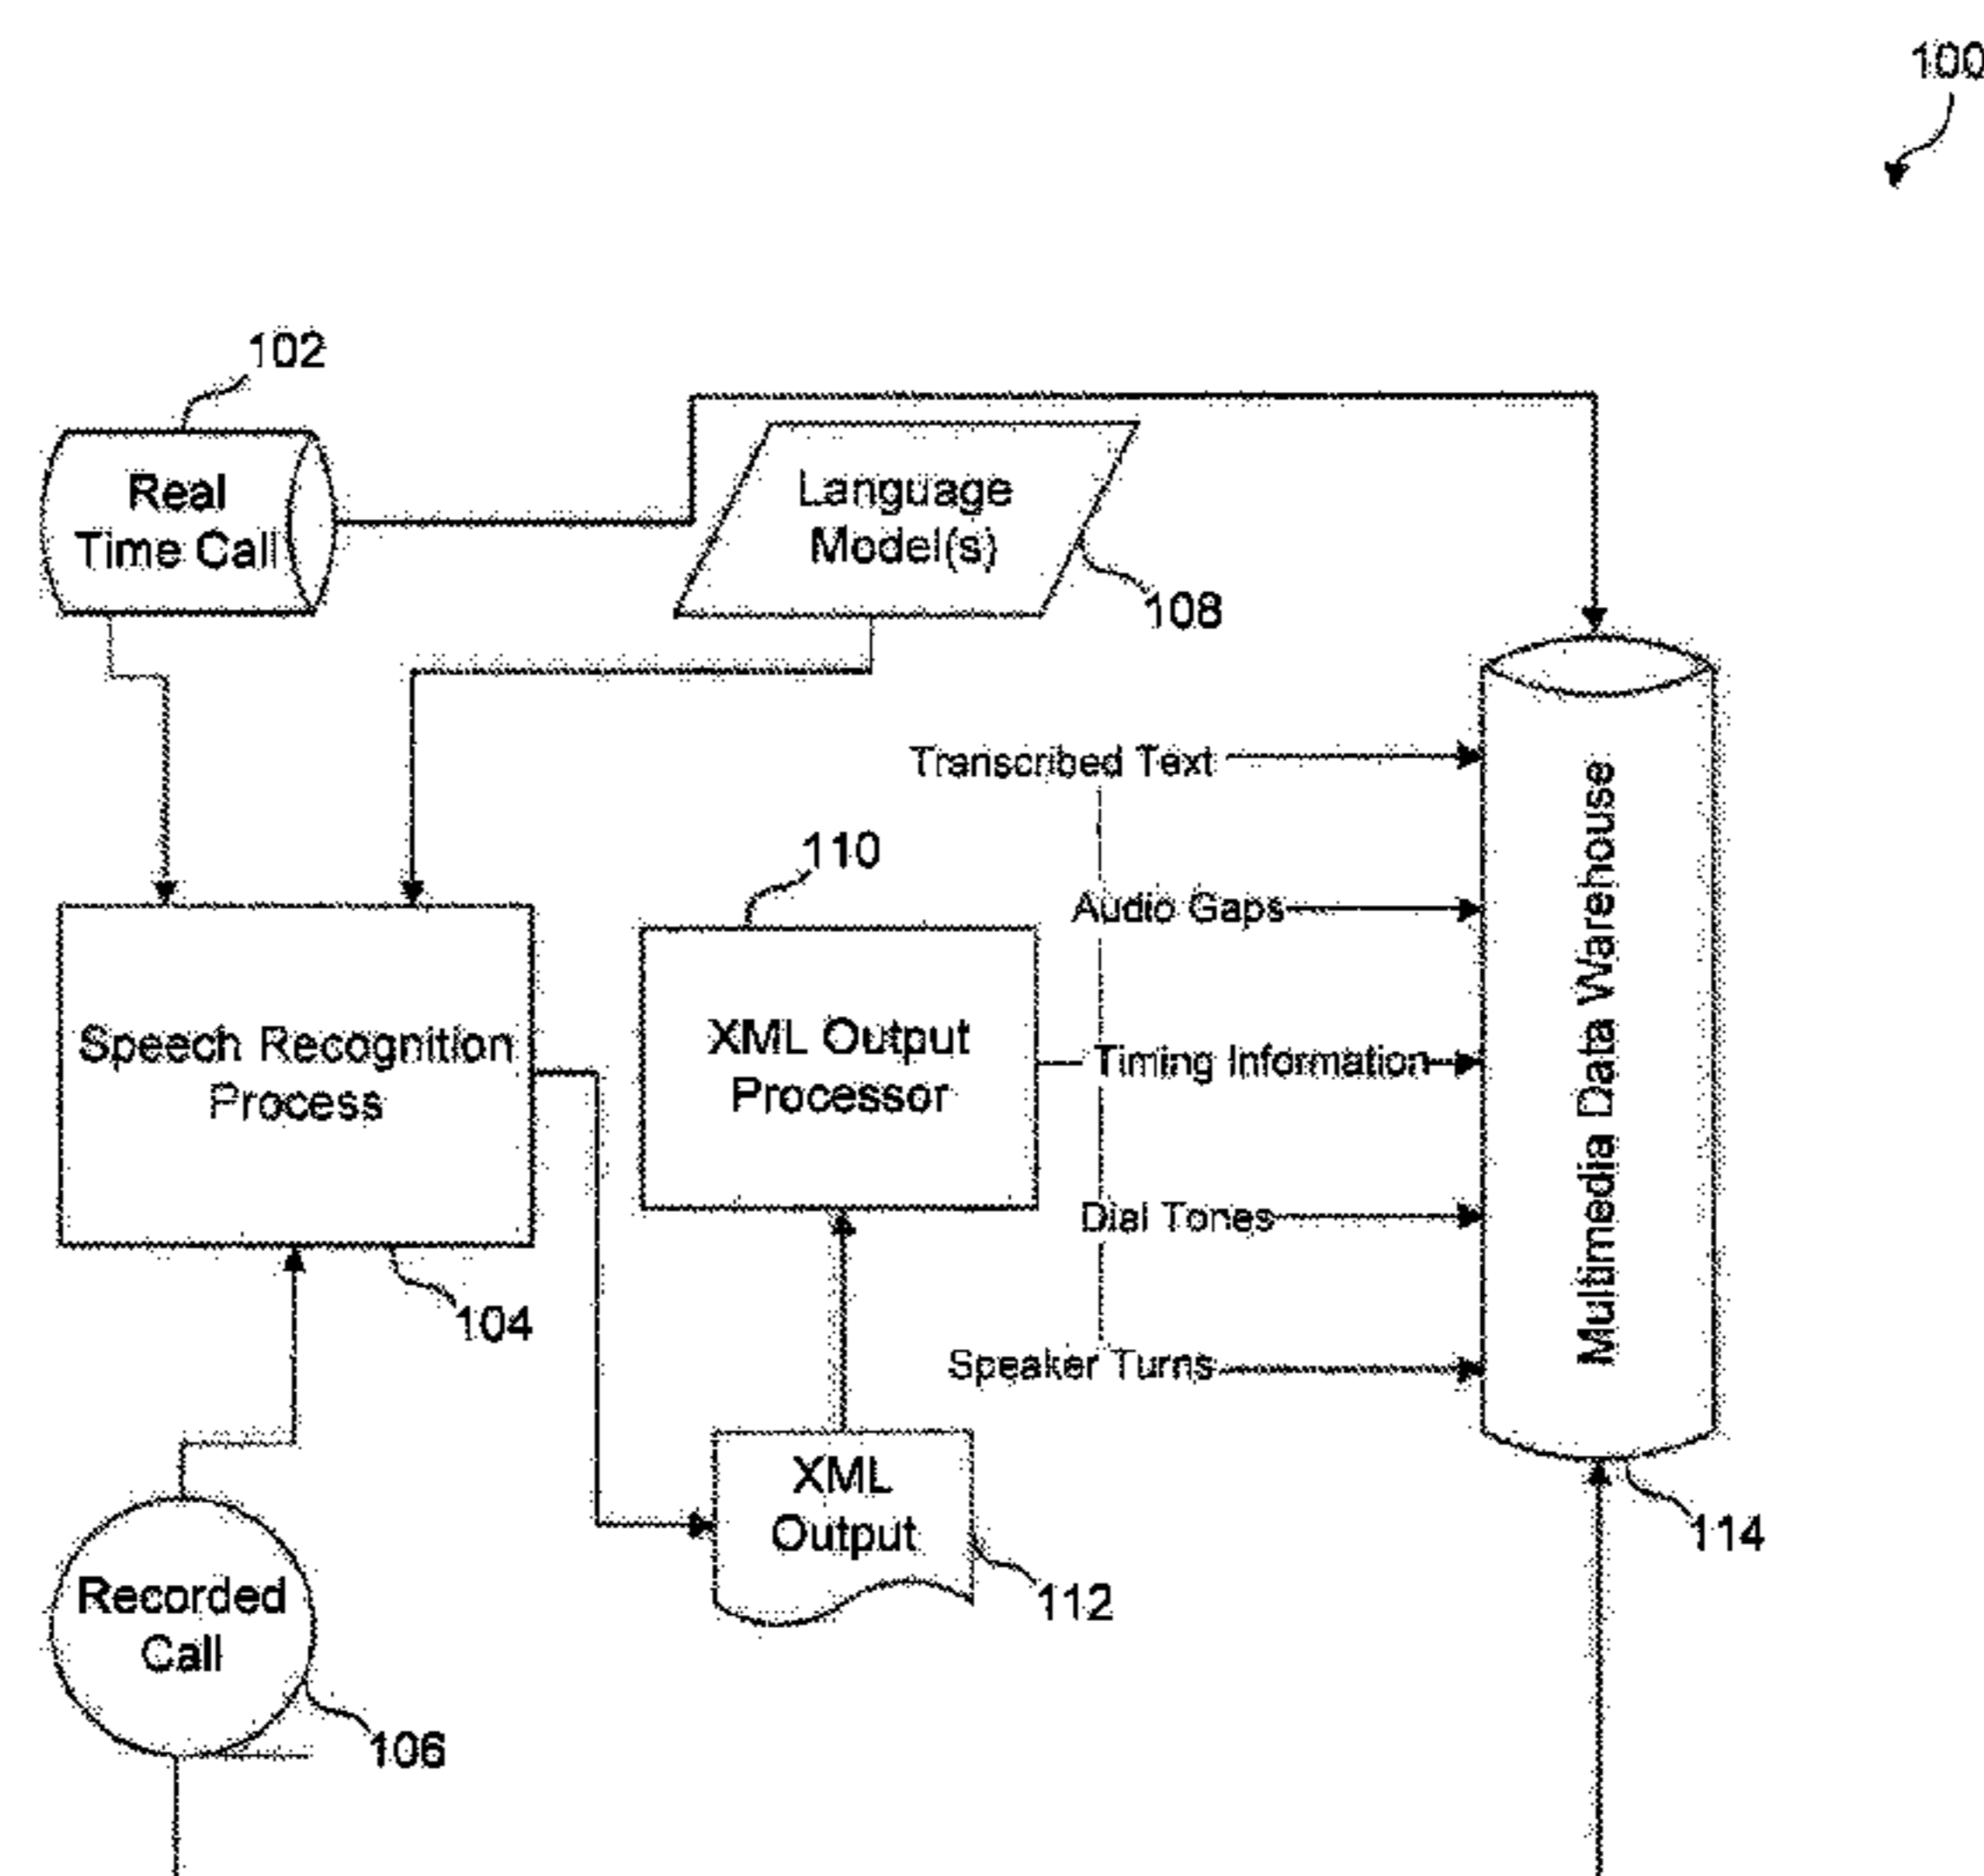 100
102
Real
Time Call
Language
Model(s)
108
Transcribed Text
110
Audio Gaps
Speech Recognition
Process
XML Output
Processor
Timing Information
Multimedia Data Warehouse
Dial Tones
104
Speaker Turns
XML
Output
114
Recorded
Call
112
106